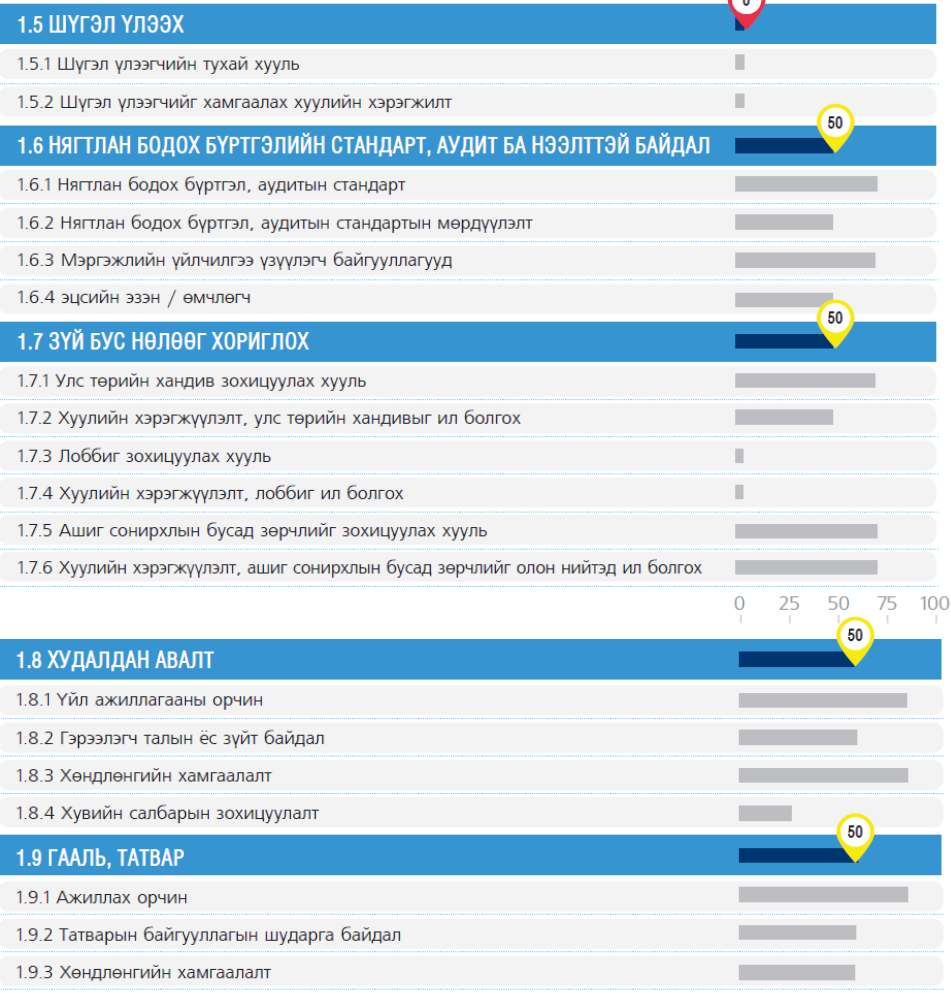 0
1.5 ШҮГЭЛ ҮЛЭЭХ
1.5.1 Шүгэл үлээгчийн тухай хууль
1.5.2 Шүгэл үлээгчийг хамгаалах хуулийн хэрэгжилт
50
1.6 НЯГТЛАН БОДОХ БҮРТГЭЛИЙН СТАНДАРТ, АУДИТ БА НЭЭЛТТЭЙ БАЙДАЛ
1.6.1 Нягтлан бодох бүртгэл, аудитын стандарт
1.6.2 Нягтлан бодох бүртгэл, аудитын стандартын мөрдүүлэлт
1.6.3 Мэргэжлийн үйлчилгээ үзүүлэгч байгууллагууд
1.6.4 эцсийн эзэн / өмчлөгч
50
1.7 ЗҮЙ БУС НӨЛӨӨГ ХОРИГЛОХ
1.7.1 Улс төрийн хандив зохицуулах хууль
1.7.2 Хуулийн хэрэгжүүлэлт, улс төрийн хандивыг ил болгох
1.7.3 Лоббиг зохицуулах хууль
1.7.4 Хуулийн хэрэгжүүлэлт, лоббиг ил болгох
1.7.5 Ашиг сонирхлын бусад зөрчлийг зохицуулах хууль
1.7.6 Хуулийн хэрэгжүүлэлт, ашиг сонирхлын бусад зөрчлийг олон нийтэд ил болгох
0 25 50 75 100
50
1.8 ХУДАЛДАН АВАЛТ
1.8.1 Үйл ажиллагааны орчин
1.8.2 Гэрээлэгч талын ёс зүйт байдал
1.8.3 Хөндлөнгийн хамгаалалт
1.8.4 Хувийн салбарын зохицуулалт
50
1.9 ГААЛЬ, ТАТВАР
1.9.1 Ажиллах орчин
1.9.2 Татварын байгууллагын шударга байдал
1.9.3 Хөндлөнгийн хамгаалалт